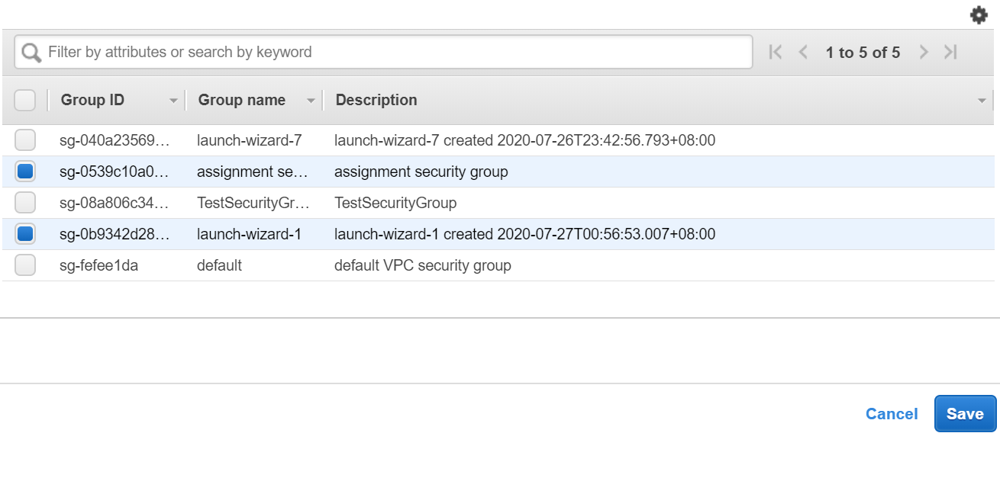 Filter by attributes or search by keyword
1 to 5 of 5
Group ID Group name Description
sg-040a23569… launch-wizard-7 launch-wizard-7 created 2020-07-26T23:42:56.793+08:00
sg-0539c10a0… assignment se… assignment security group
sg-08a806c34… TestSecurityGr… TestSecurityGroup
sg-0b9342d28… launch-wizard-1 launch-wizard-1 created 2020-07-27T00:56:53.007+08:00
sg-fefee1da default default VPC security group
Cancel Save